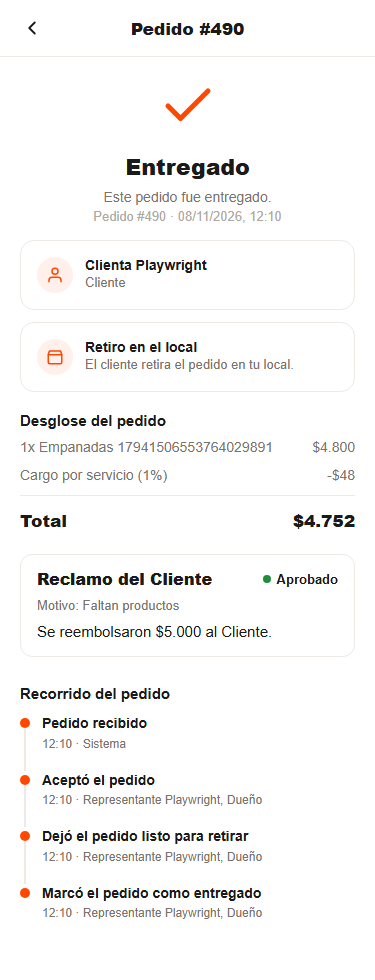 Pedido #490
Entregado
Este pedido fue entregado.
Pedido #490 · 08/11/2026, 12:10
Clienta Playwright
Cliente
Retiro en el local
El cliente retira el pedido en tu local.
Desglose del pedido
1x Empanadas 17941506553764029891 $4.800
Cargo por servicio (1%) -$48
Total $4.752
Reclamo del Cliente Aprobado
Motivo: Faltan productos
Se reembolsaron $5.000 al Cliente.
Recorrido del pedido
Pedido recibido
12:10 · Sistema
Aceptó el pedido
12:10 · Representante Playwright, Dueño
Dejó el pedido listo para retirar
12:10 · Representante Playwright, Dueño
Marcó el pedido como entregado
12:10 · Representante Playwright, Dueño